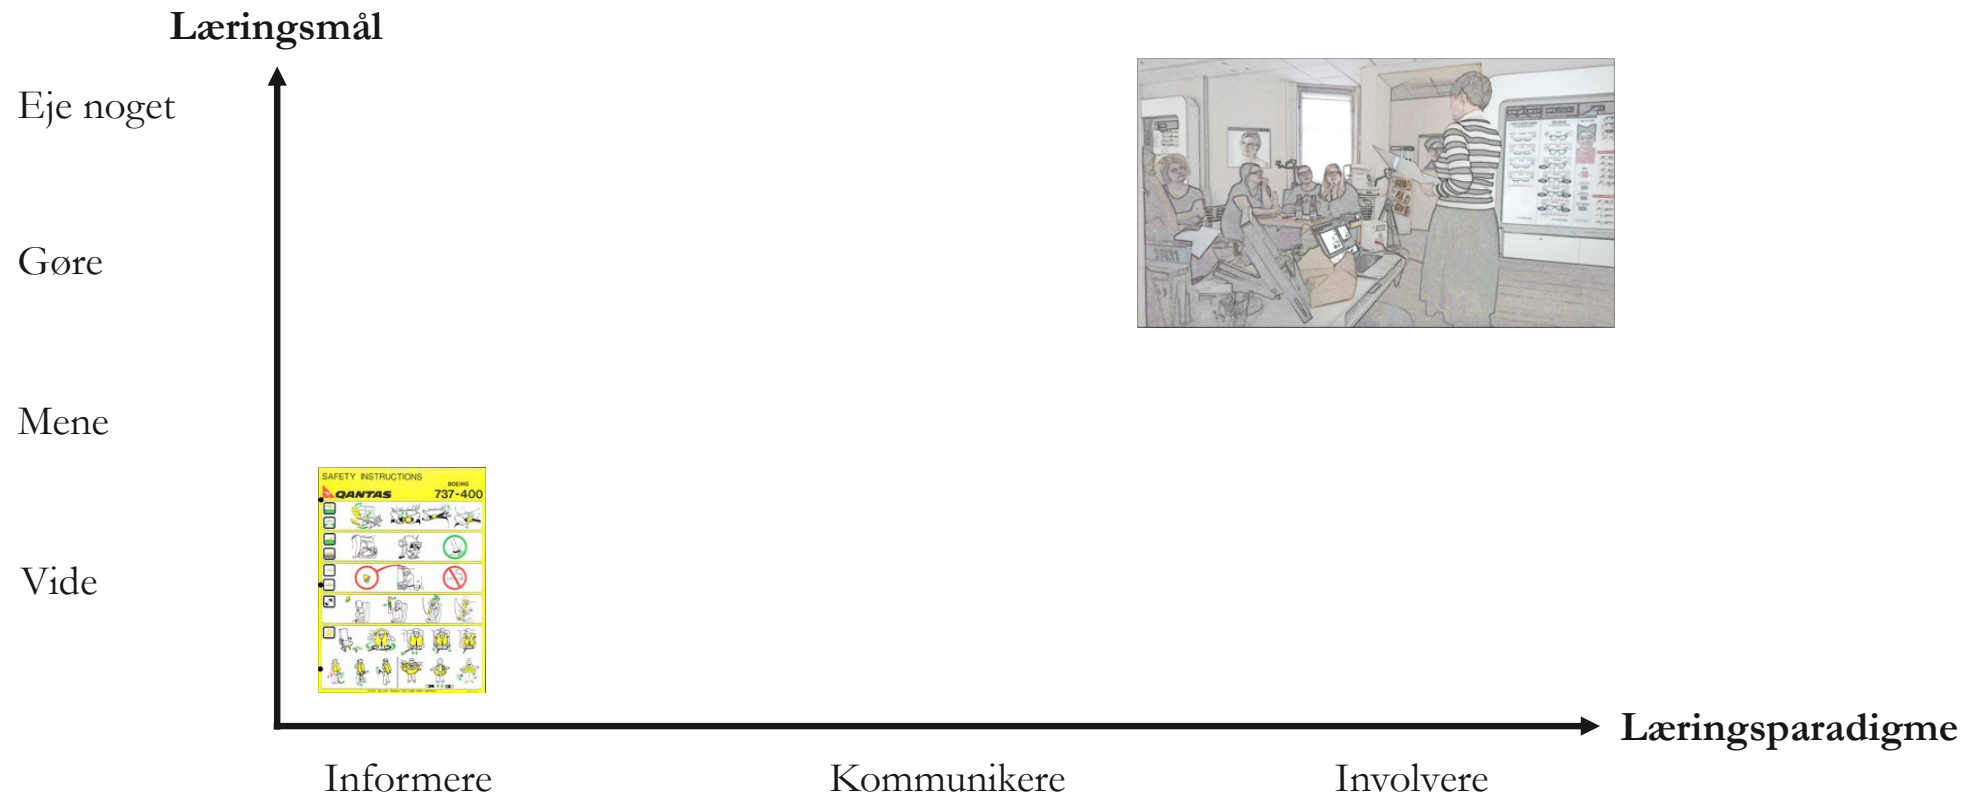 Læringsmål
Eje noget
Gøre
Mene
SAFETY INSTRUCTIONS
BOEING
QANTAS 737-400
Vide
Læringsparadigme
Informere Kommunikere Involvere